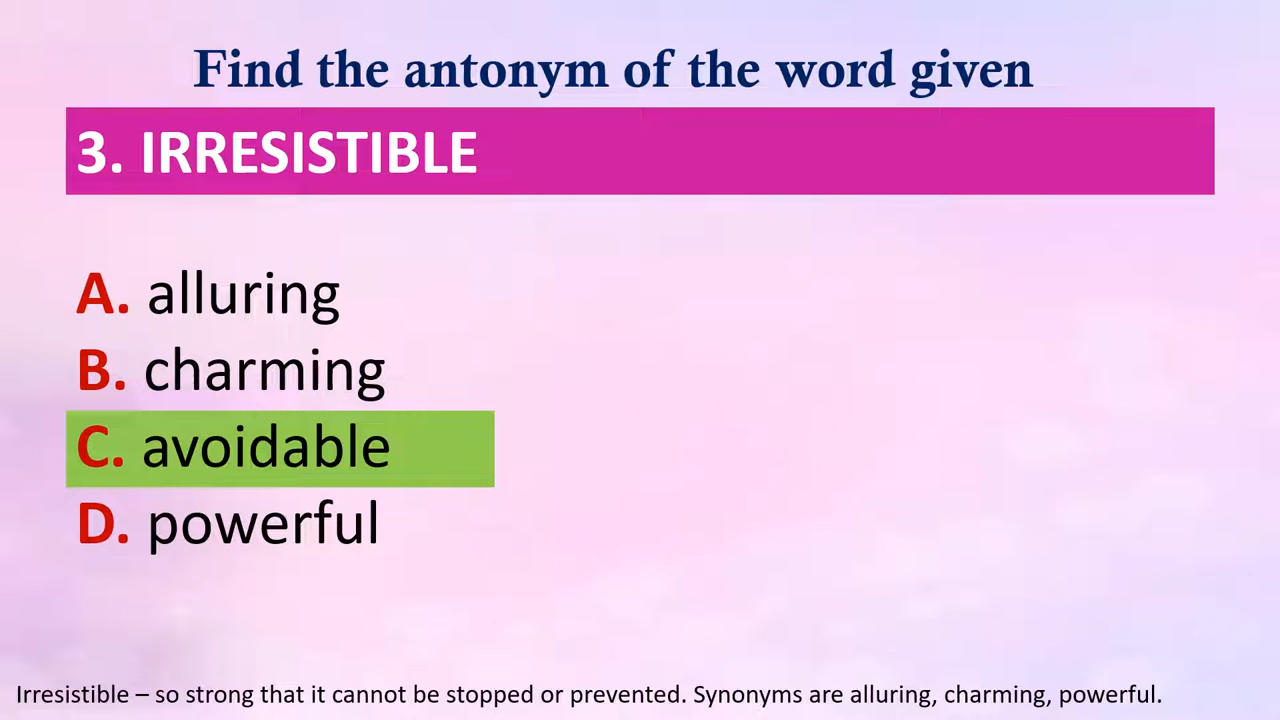 Find the antonym of the word given
3. IRRESISTIBLE
A. alluring
B. charming
C. avoidable
D. powerful
Irresistible – so strong that it cannot be stopped or prevented. Synonyms are alluring, charming, powerful.